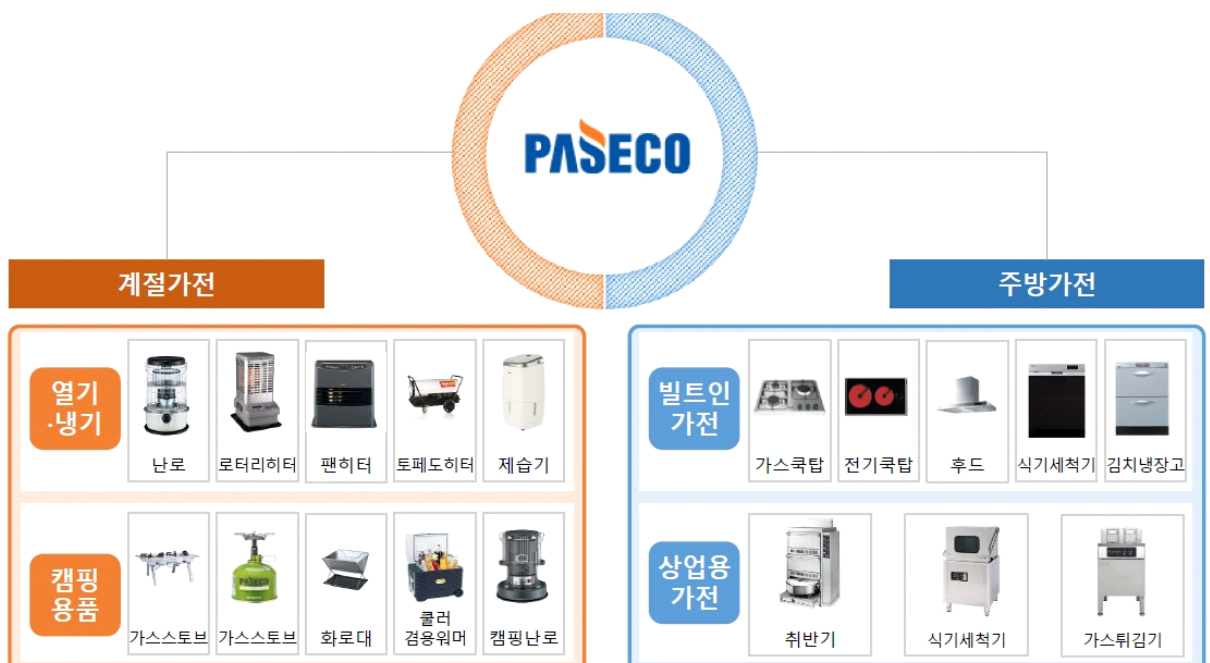 PASECO
계절가전
주방가전
열기
·냉기
난로
로터리히터
팬히터
토페도히터
제습기
캠핑
용품
PASECO
가스스토브
가스스토브
화로대
쿨러
겸용워머
캠핑난로
빌트인
가전
가스쿡탑
전기쿡탑
후드
식기세척기
김치냉장고
상업용
가전
취반기
식기세척기
가스튀김기